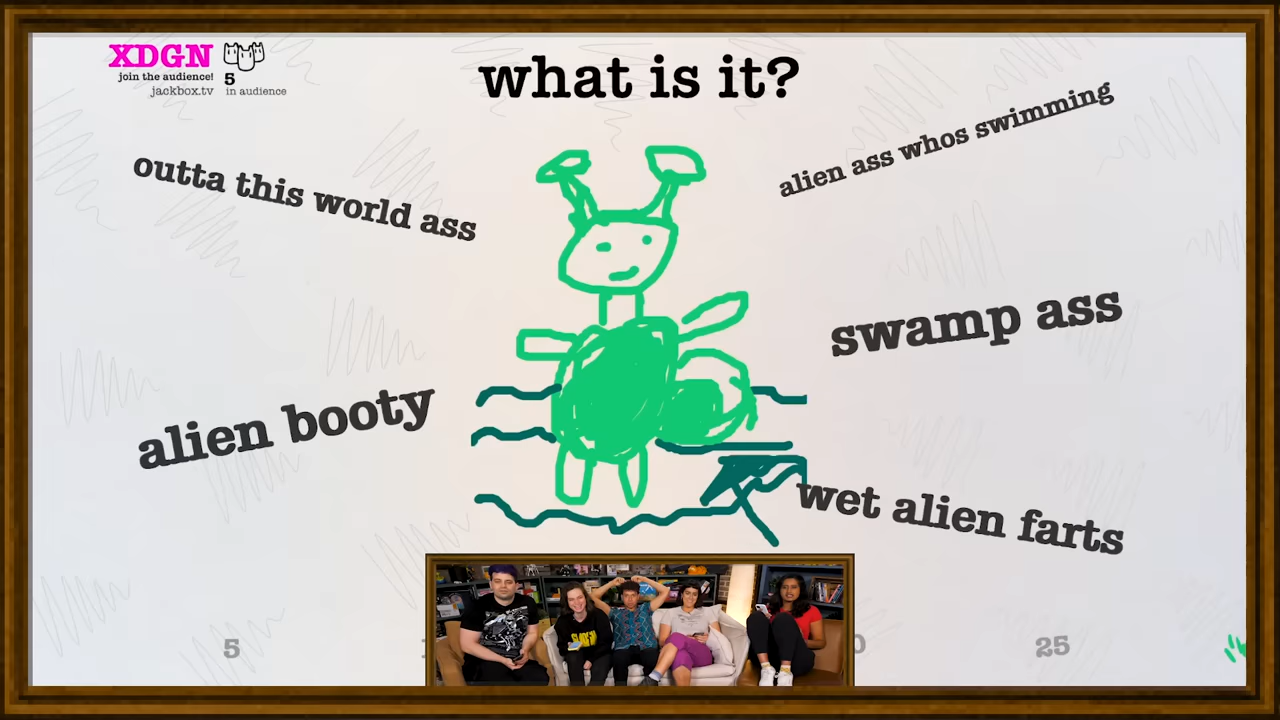 XDGN
join the audience!
jackbox.tv
5
in audience
what is it?
outta this world ass
alien ass whos swimming
swamp ass
alien booty
wet alien farts
5
25